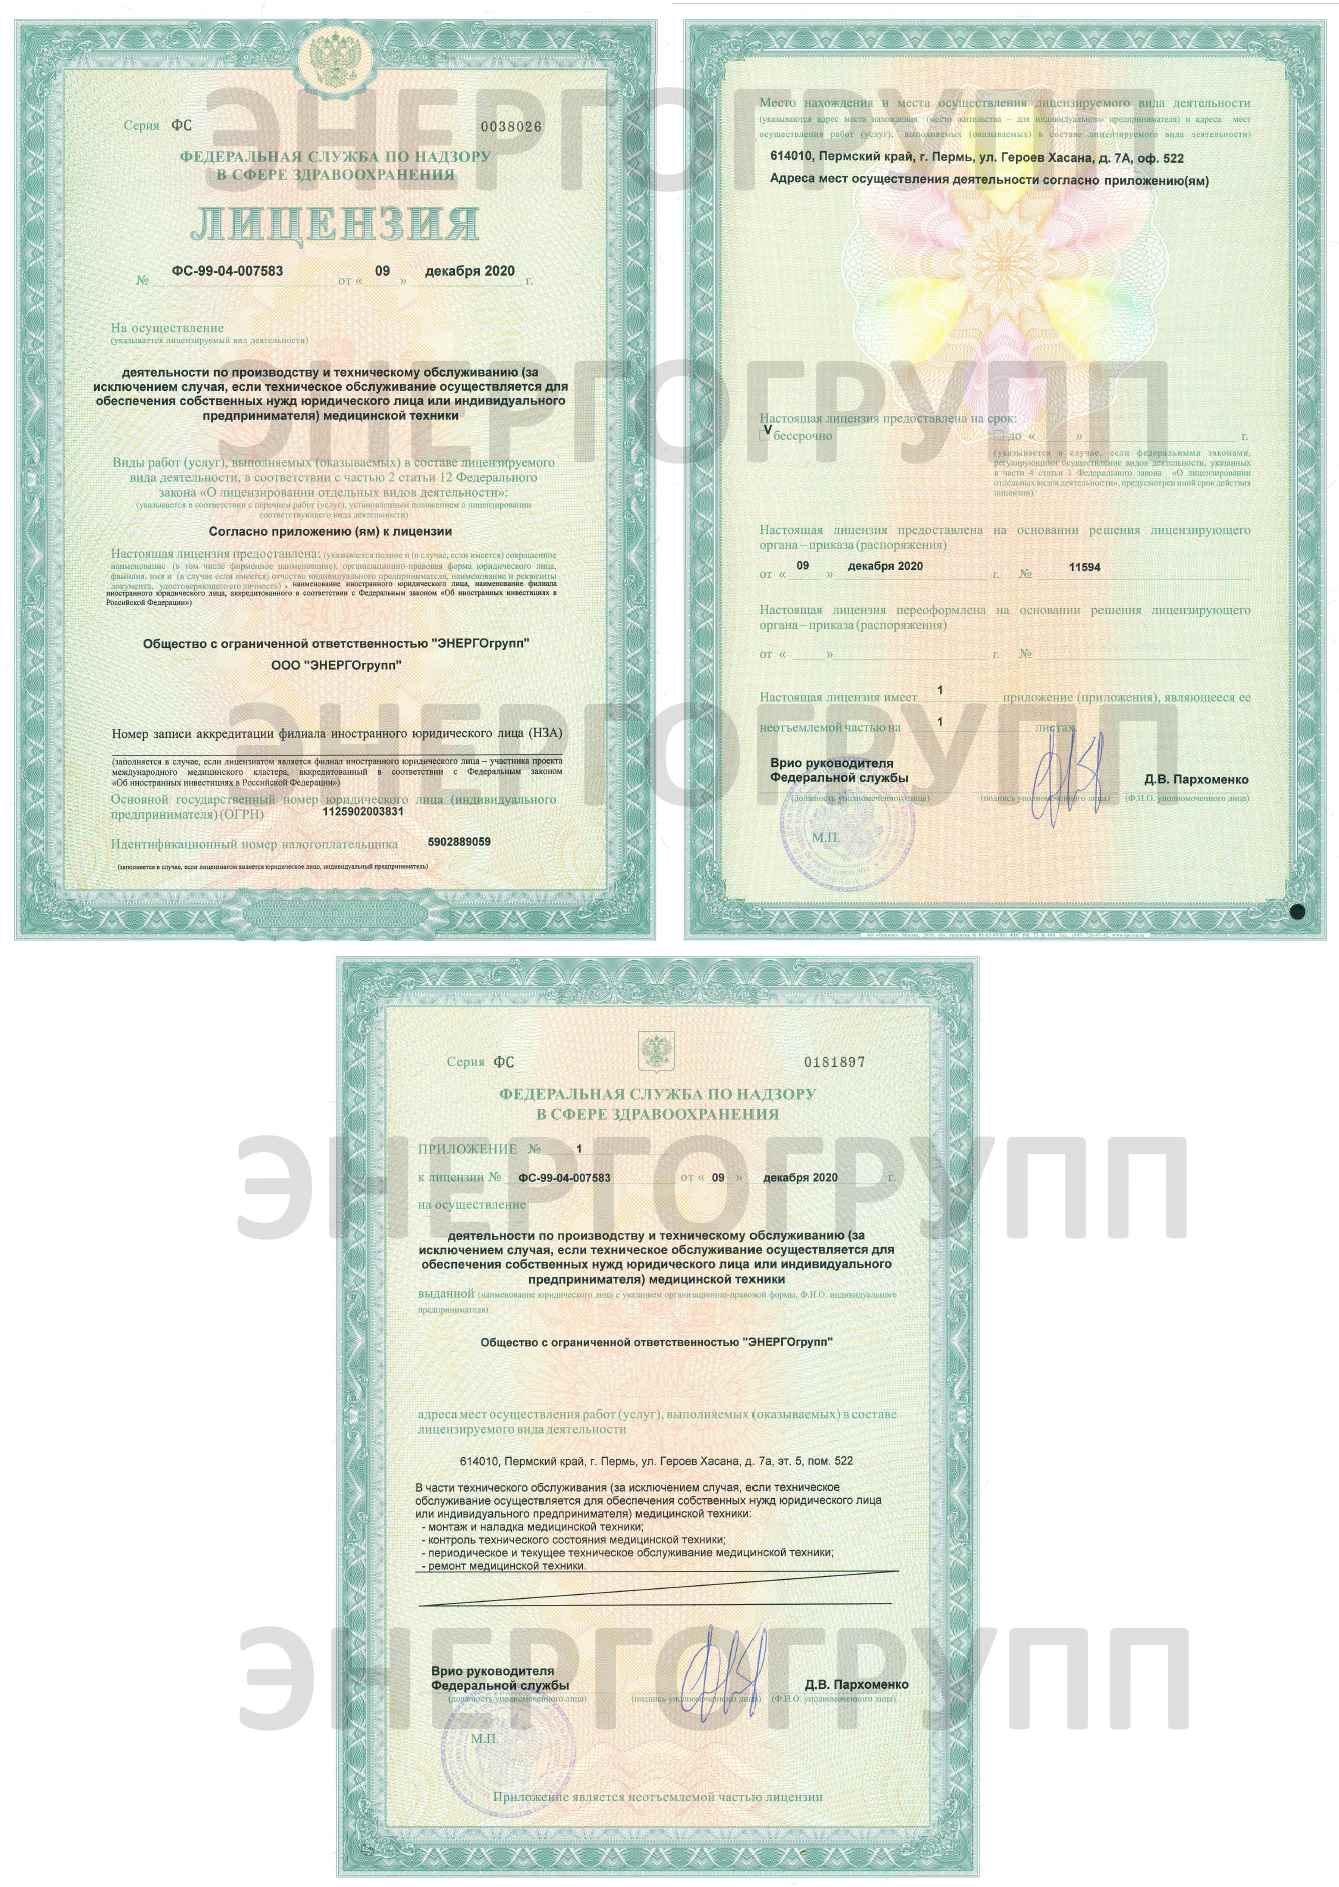 Серия ФС 0038026
ФЕДЕРАЛЬНАЯ СЛУЖБА ПО НАДЗОРУ
В СФЕРЕ ЗДРАВООХРАНЕНИЯ
ЛИЦЕНЗИЯ
№ ФС-99-04-007583 от « 09 » декабря 2020 г.
На осуществление
(указывается лицензируемый вид деятельности)
деятельности по производству и техническому обслуживанию (за
исключением случая, если техническое обслуживание осуществляется для
обеспечения собственных нужд юридического лица или индивидуального
предпринимателя) медицинской техники
Виды работ (услуг), выполняемых (оказываемых) в составе лицензируемого
вида деятельности, в соответствии с частью 2 статьи 12 Федерального
закона «О лицензировании отдельных видов деятельности»:
(указывается в соответствии с перечнем работ (услуг), установленным положением о лицензировании
соответствующего вида деятельности)
Согласно приложению (ям) к лицензии
Настоящая лицензия предоставлена: (указывается полное и (в случае, если имеется) сокращенное
наименование (в том числе фирменное наименование), организационно-правовая форма юридического лица,
фамилия, имя и (в случае если имеется) отчество индивидуального предпринимателя, наименование и реквизиты
документа, удостоверяющего личность) , наименование иностранного юридического лица, наименование филиала
иностранного юридического лица, аккредитованного в соответствии с Федеральным законом «Об иностранных инвестициях в
Российской Федерации»)
Общество с ограниченной ответственностью "ЭНЕРГОгрупп"
ООО "ЭНЕРГОгрупп"
Номер записи аккредитации филиала иностранного юридического лица (НЗА)
(заполняется в случае, если лицензиатом является филиал иностранного юридического лица – участника проекта
международного медицинского кластера, аккредитованный в соответствии с Федеральным законом
«Об иностранных инвестициях в Российской Федерации»)
Основной государственный номер юридического лица (индивидуального
предпринимателя) (ОГРН) 1125902003831
Идентификационный номер налогоплательщика 5902889059
(заполняется в случае, если лицензиатом является юридическое лицо, индивидуальный предприниматель)
Место нахождения и места осуществления лицензируемого вида деятельности
(указываются адрес места нахождения (место жительства – для индивидуального предпринимателя) и адреса мест
осуществления работ (услуг), выполняемых (оказываемых) в составе лицензируемого вида деятельности)
614010, Пермский край, г. Пермь, ул. Героев Хасана, д. 7А, оф. 522
Адреса мест осуществления деятельности согласно приложению(ям)
Настоящая лицензия предоставлена на срок:
V бессрочно до « » г.
(указывается в случае, если федеральными законами,
регулирующими осуществление видов деятельности, указанных
в части 4 статьи 1 Федерального закона «О лицензировании
отдельных видов деятельности», предусмотрен иной срок действия
лицензии)
Настоящая лицензия предоставлена на основании решения лицензирующего
органа – приказа (распоряжения)
от « 09 » декабря 2020 г. № 11594
Настоящая лицензия переоформлена на основании решения лицензирующего
органа – приказа (распоряжения)
от « » г. №
Настоящая лицензия имеет 1 приложение (приложения), являющееся ее
неотъемлемой частью на 1 листах
Врио руководителя
Федеральной службы Д.В. Пархоменко
(должность уполномоченного лица) (подпись уполномоченного лица) (Ф.И.О. уполномоченного лица)
М.П.
Серия ФС 0181897
ФЕДЕРАЛЬНАЯ СЛУЖБА ПО НАДЗОРУ
В СФЕРЕ ЗДРАВООХРАНЕНИЯ
ПРИЛОЖЕНИЕ № 1
к лицензии № ФС-99-04-007583 от « 09 » декабря 2020 г.
на осуществление
деятельности по производству и техническому обслуживанию (за
исключением случая, если техническое обслуживание осуществляется для
обеспечения собственных нужд юридического лица или индивидуального
предпринимателя) медицинской техники
выданной (наименование юридического лица с указанием организационно-правовой формы, Ф.И.О. индивидуального
предпринимателя)
Общество с ограниченной ответственностью "ЭНЕРГОгрупп"
адреса мест осуществления работ (услуг), выполняемых (оказываемых) в составе
лицензируемого вида деятельности
614010, Пермский край, г. Пермь, ул. Героев Хасана, д. 7а, эт. 5, пом. 522
В части технического обслуживания (за исключением случая, если техническое
обслуживание осуществляется для обеспечения собственных нужд юридического лица
или индивидуального предпринимателя) медицинской техники:
- монтаж и наладка медицинской техники;
- контроль технического состояния медицинской техники;
- периодическое и текущее техническое обслуживание медицинской техники;
- ремонт медицинской техники.
Врио руководителя
Федеральной службы Д.В. Пархоменко
(должность уполномоченного лица) (подпись уполномоченного лица) (Ф.И.О. уполномоченного лица)
М.П.
Приложение является неотъемлемой частью лицензии
ЭНЕРГОГРУПП
ЭНЕРГОГРУПП
ЭНЕРГОГРУПП
ЭНЕРГОГРУПП
ЭНЕРГОГРУПП